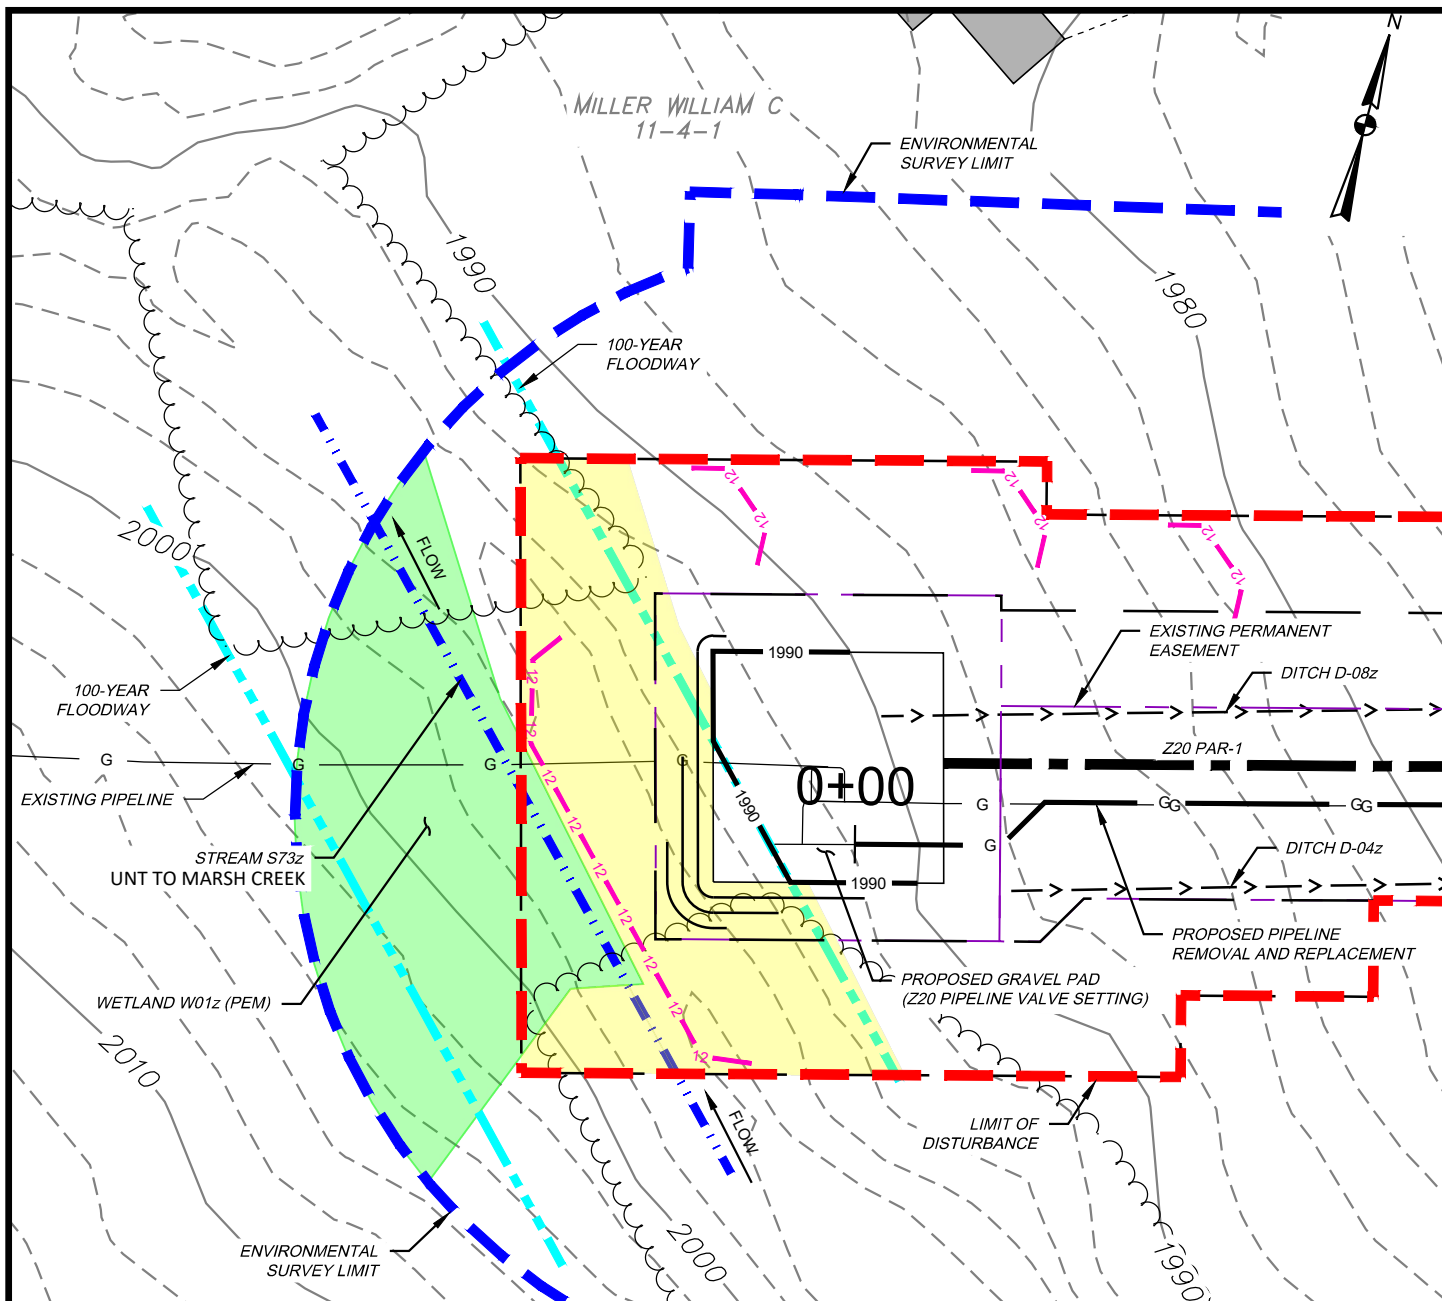 N
MILLER WILLIAM C
11-4-1
ENVIRONMENTAL
SURVEY LIMIT
1990
1980
100-YEAR
FLOODWAY
12
12
12
12
12
12
2000
FLOW
EXISTING PERMANENT
EASEMENT
1990
DITCH D-08z
12
12
100-YEAR
FLOODWAY
Z20 PAR-1
G
G
G
G
EXISTING PIPELINE
0+00
G
GG
GG
12
12
12
12
12
12
12
1990
G
STREAM S73z
UNT TO MARSH CREEK
DITCH D-04z
1990
PROPOSED PIPELINE
REMOVAL AND REPLACEMENT
PROPOSED GRAVEL PAD
(Z20 PIPELINE VALVE SETTING)
WETLAND W01z (PEM)
2010
FLOW
LIMIT OF
DISTURBANCE
ENVIRONMENTAL
SURVEY LIMIT
2000
1990